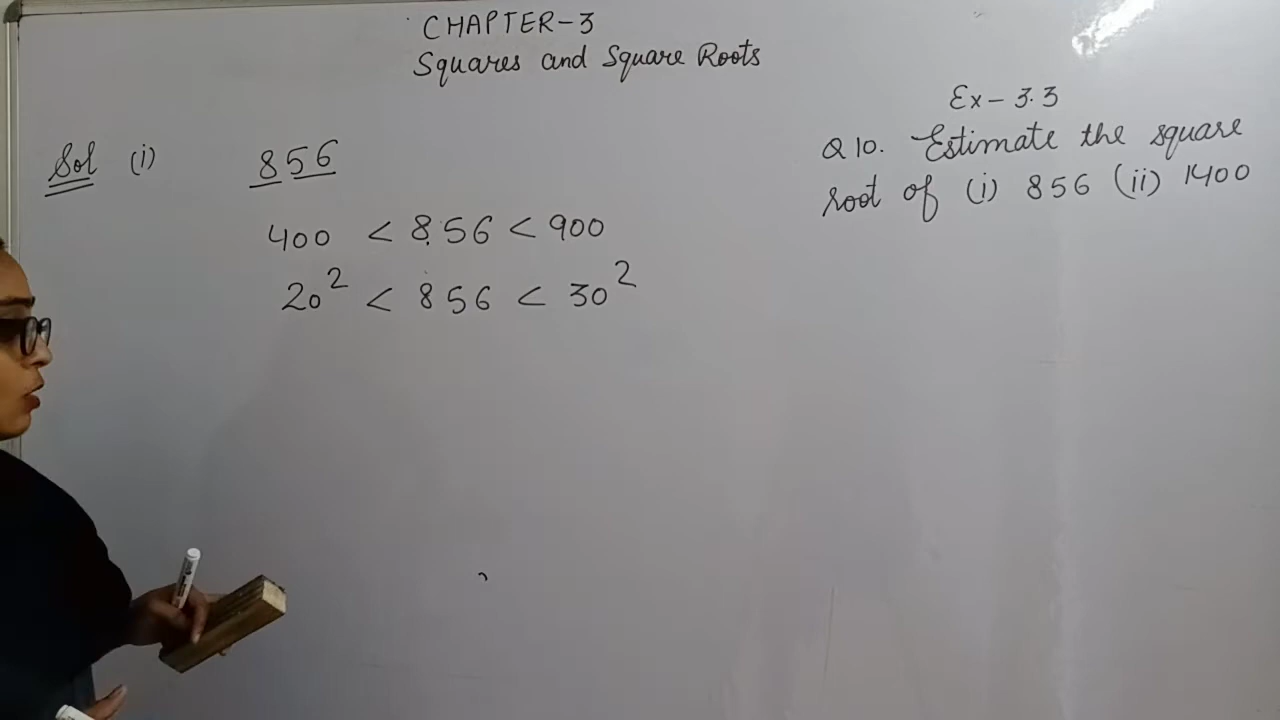 CHAPTER-3
Squares and Square Roots
Ex-3.3
Q 10. Estimate the square
root of (i) 856 (ii) 1400
Sol (i) 856
400 < 856 < 900
20² < 856 < 30²